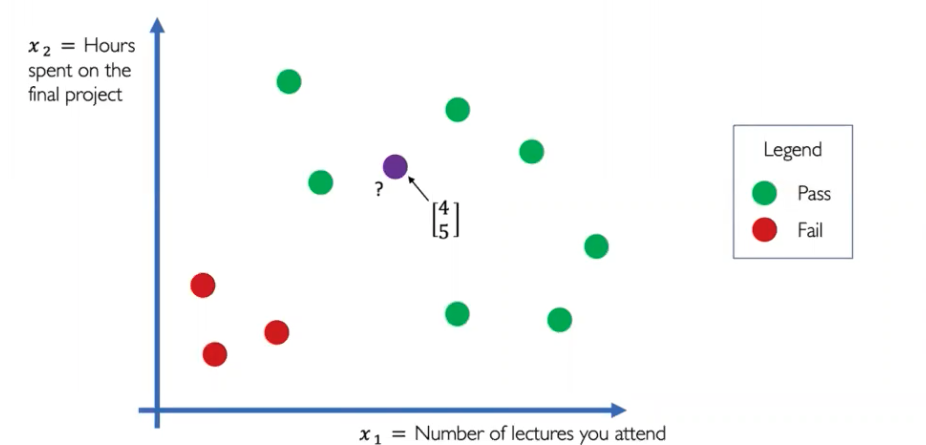 x₂ = Hours
spent on the
final project
?
[4
5]
Legend
Pass
Fail
x₁ = Number of lectures you attend